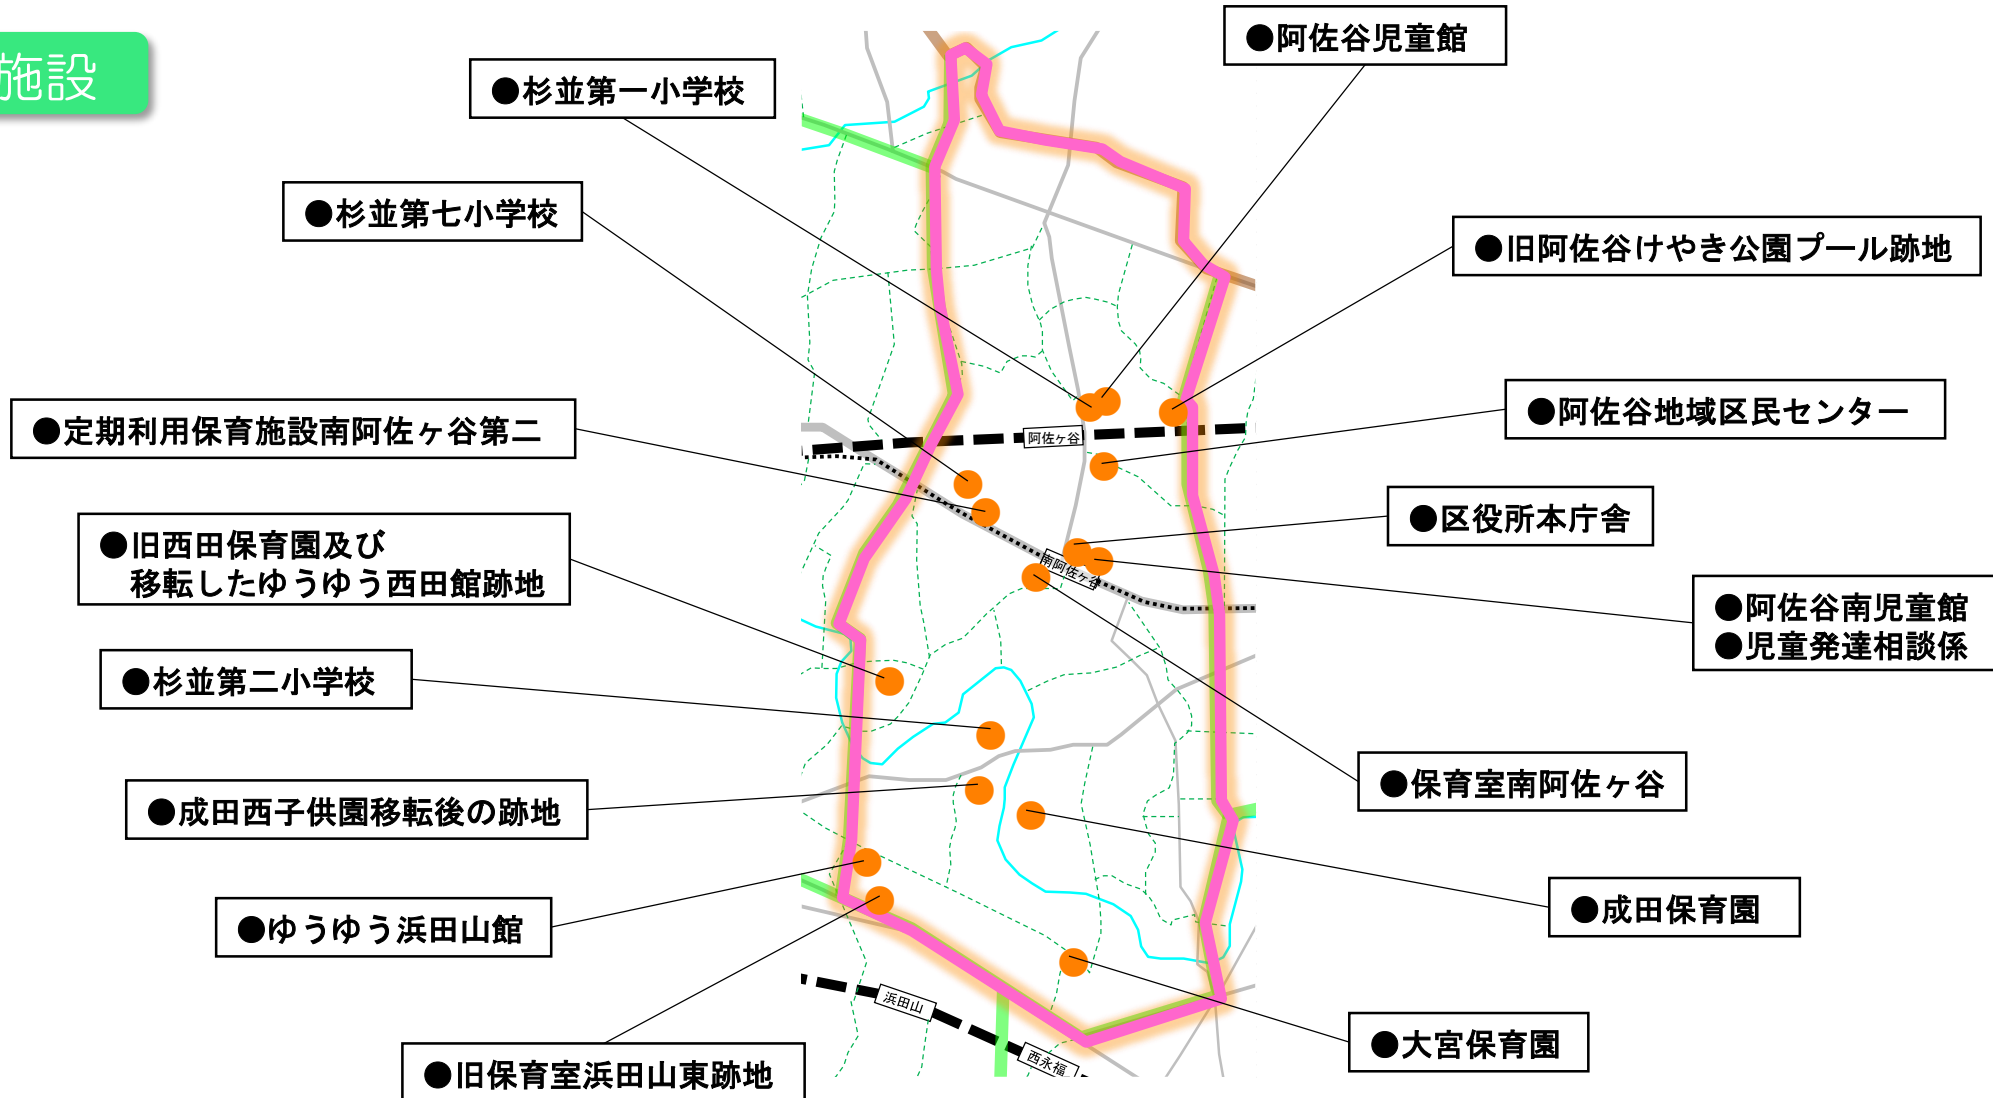 施設
●阿佐谷児童館
●杉並第一小学校
●杉並第七小学校
●旧阿佐谷けやき公園プール跡地
●定期利用保育施設南阿佐ヶ谷第二
●阿佐谷地域区民センター
阿佐ヶ谷
●区役所本庁舎
●旧西田保育園及び
移転したゆうゆう西田館跡地
南阿佐ヶ谷
●阿佐谷南児童館
●児童発達相談係
●杉並第二小学校
●保育室南阿佐ヶ谷
●成田西子供園移転後の跡地
●成田保育園
●ゆうゆう浜田山館
浜田山
●大宮保育園
西永福
●旧保育室浜田山東跡地